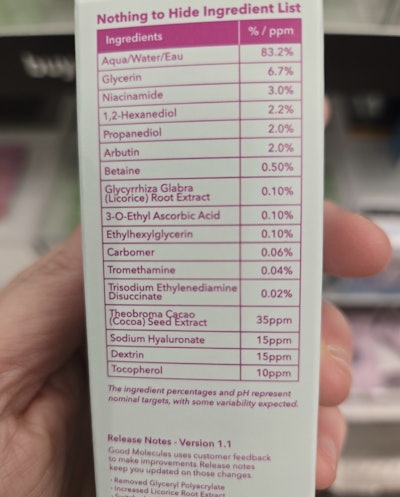 Nothing to Hide Ingredient List
Ingredients % / ppm
Aqua/Water/Eau 83.2%
Glycerin 6.7%
Niacinamide 3.0%
1,2-Hexanediol 2.2%
Propanediol 2.0%
Arbutin 2.0%
Betaine 0.50%
Glycyrrhiza Glabra
(Licorice) Root Extract 0.10%
3-O-Ethyl Ascorbic Acid 0.10%
Ethylhexylglycerin 0.10%
Carbomer 0.06%
Tromethamine 0.04%
Trisodium Ethylenediamine
Disuccinate 0.02%
Theobroma Cacao
(Cocoa) Seed Extract 35ppm
Sodium Hyaluronate 15ppm
Dextrin 15ppm
Tocopherol 10ppm
The ingredient percentages and pH represent
nominal targets, with some variability expected.
Release Notes - Version 1.1
Good Molecules uses customer feedback
to make improvements. Release notes
keep you updated on those changes.
· Removed Glyceryl Polyacrylate
· Increased Licorice Root Extract
buy